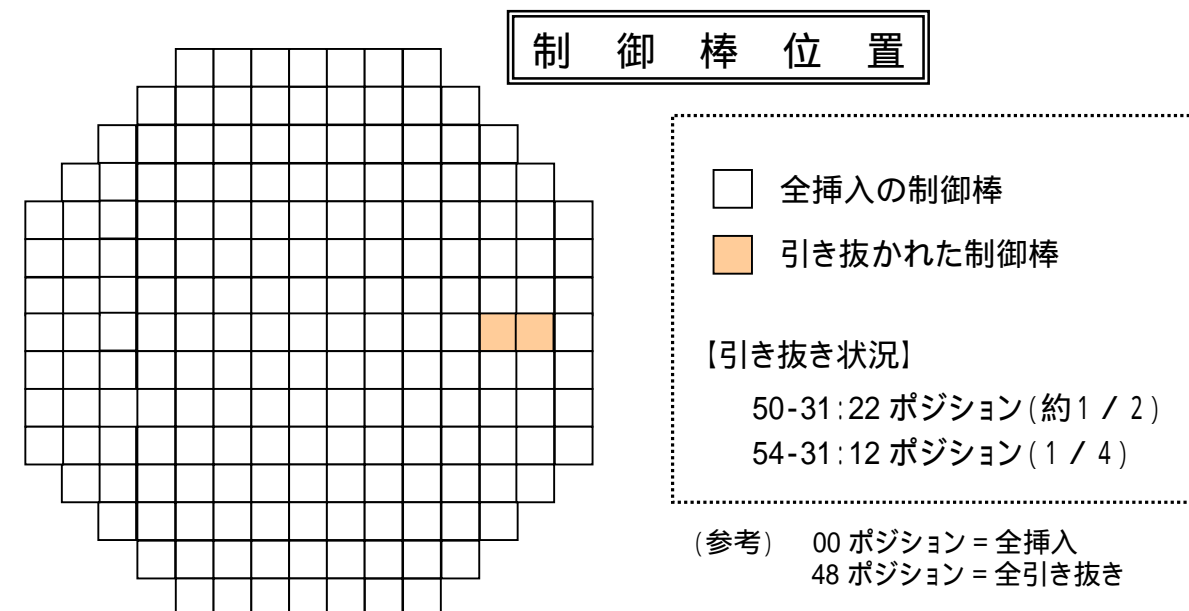 制御棒位置
全挿入の制御棒
引き抜かれた制御棒
【引き抜き状況】
50-31:22 ポジション(約1/2)
54-31:12 ポジション(1/4)
(参考) 00 ポジション=全挿入
48 ポジション=全引き抜き